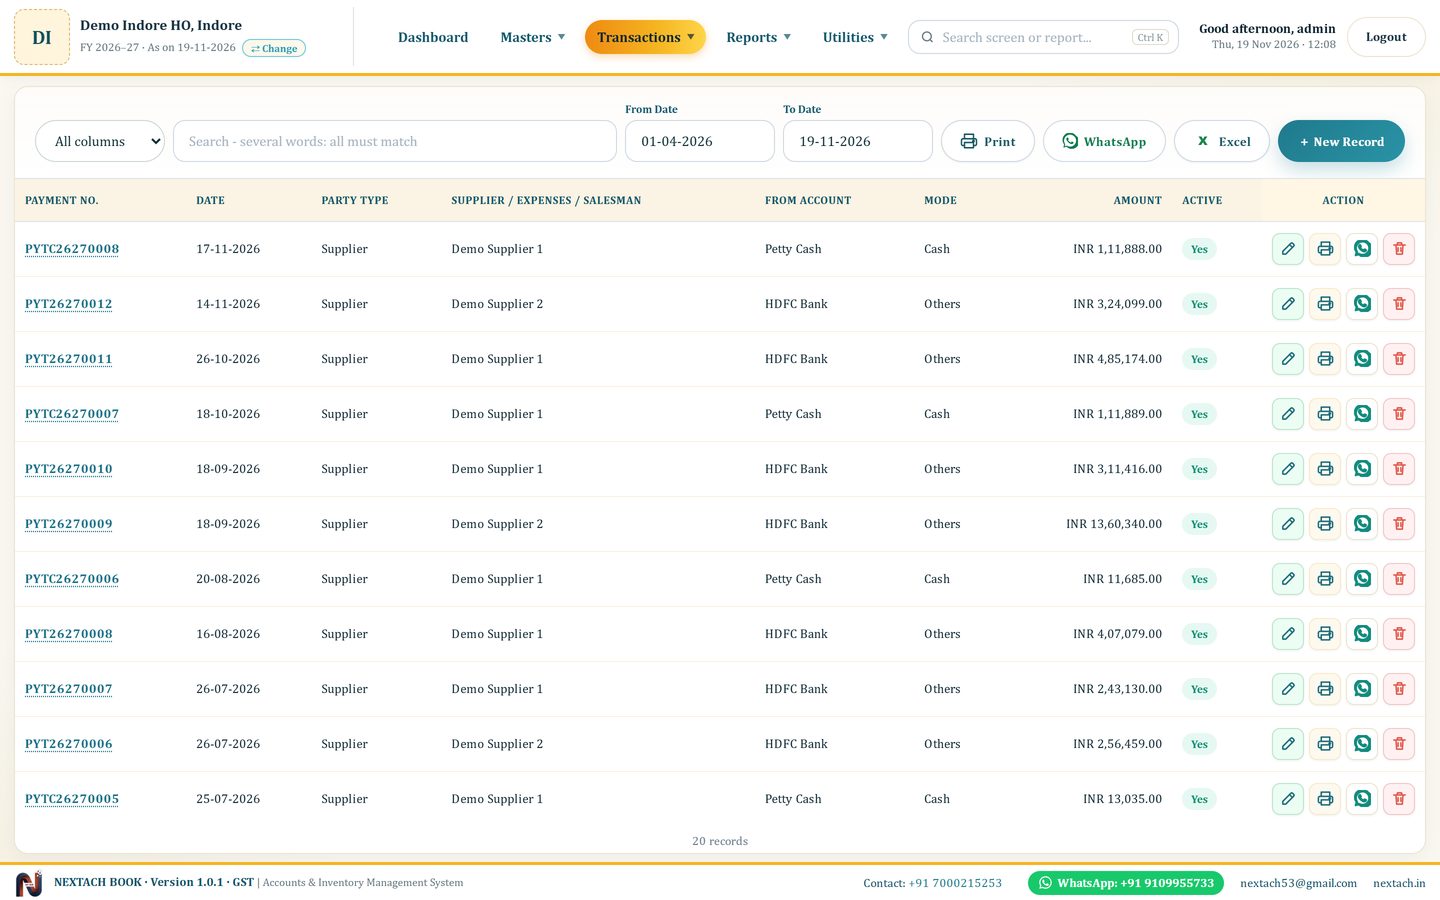 DI
Demo Indore HO, Indore
FY 2026-27 · As on 19-11-2026 ⇄ Change
Dashboard
Masters ▼
Transactions ▼
Reports ▼
Utilities ▼
Search screen or report... Ctrl K
Good afternoon, admin
Thu, 19 Nov 2026 · 12:08
Logout
From Date
To Date
All columns
Search - several words: all must match
01-04-2026
19-11-2026
Print
WhatsApp
X Excel
+ New Record
PAYMENT NO. DATE PARTY TYPE SUPPLIER / EXPENSES / SALESMAN FROM ACCOUNT MODE AMOUNT ACTIVE ACTION
PYTC26270008 17-11-2026 Supplier Demo Supplier 1 Petty Cash Cash INR 1,11,888.00 Yes
PYT26270012 14-11-2026 Supplier Demo Supplier 2 HDFC Bank Others INR 3,24,099.00 Yes
PYT26270011 26-10-2026 Supplier Demo Supplier 1 HDFC Bank Others INR 4,85,174.00 Yes
PYTC26270007 18-10-2026 Supplier Demo Supplier 1 Petty Cash Cash INR 1,11,889.00 Yes
PYT26270010 18-09-2026 Supplier Demo Supplier 1 HDFC Bank Others INR 3,11,416.00 Yes
PYT26270009 18-09-2026 Supplier Demo Supplier 2 HDFC Bank Others INR 13,60,340.00 Yes
PYTC26270006 20-08-2026 Supplier Demo Supplier 1 Petty Cash Cash INR 11,685.00 Yes
PYT26270008 16-08-2026 Supplier Demo Supplier 1 HDFC Bank Others INR 4,07,079.00 Yes
PYT26270007 26-07-2026 Supplier Demo Supplier 1 HDFC Bank Others INR 2,43,130.00 Yes
PYT26270006 26-07-2026 Supplier Demo Supplier 2 HDFC Bank Others INR 2,56,459.00 Yes
PYTC26270005 25-07-2026 Supplier Demo Supplier 1 Petty Cash Cash INR 13,035.00 Yes
20 records
N NEXTACH BOOK · Version 1.0.1 · GST | Accounts & Inventory Management System
Contact: +91 7000215253
WhatsApp: +91 9109955733
nextach53@gmail.com
nextach.in